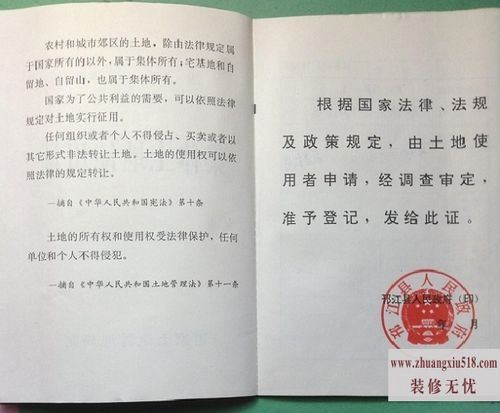 农村和城市郊区的土地，除由法律规定属
于国家所有的以外，属于集体所有；宅基地和自
留地、自留山，也属于集体所有。
国家为了公共利益的需要，可以依照法律
规定对土地实行征用。
任何组织或者个人不得侵占、买卖或者以
其它形式非法转让土地。土地的使用权可以依
照法律的规定转让。
—摘自《中华人民共和国宪法》第十条
土地的所有权和使用权受法律保护，任何
单位和个人不得侵犯。
—摘自《中华人民共和国土地管理法》第十一条
根据国家法律、法规
及政策规定，由土地使
用者申请，经调查审定，
准予登记，发给此证。
邗江县人民政府（印）
年 月
邗江县人民政府
www.zhuangxiu518.com
装修无忧